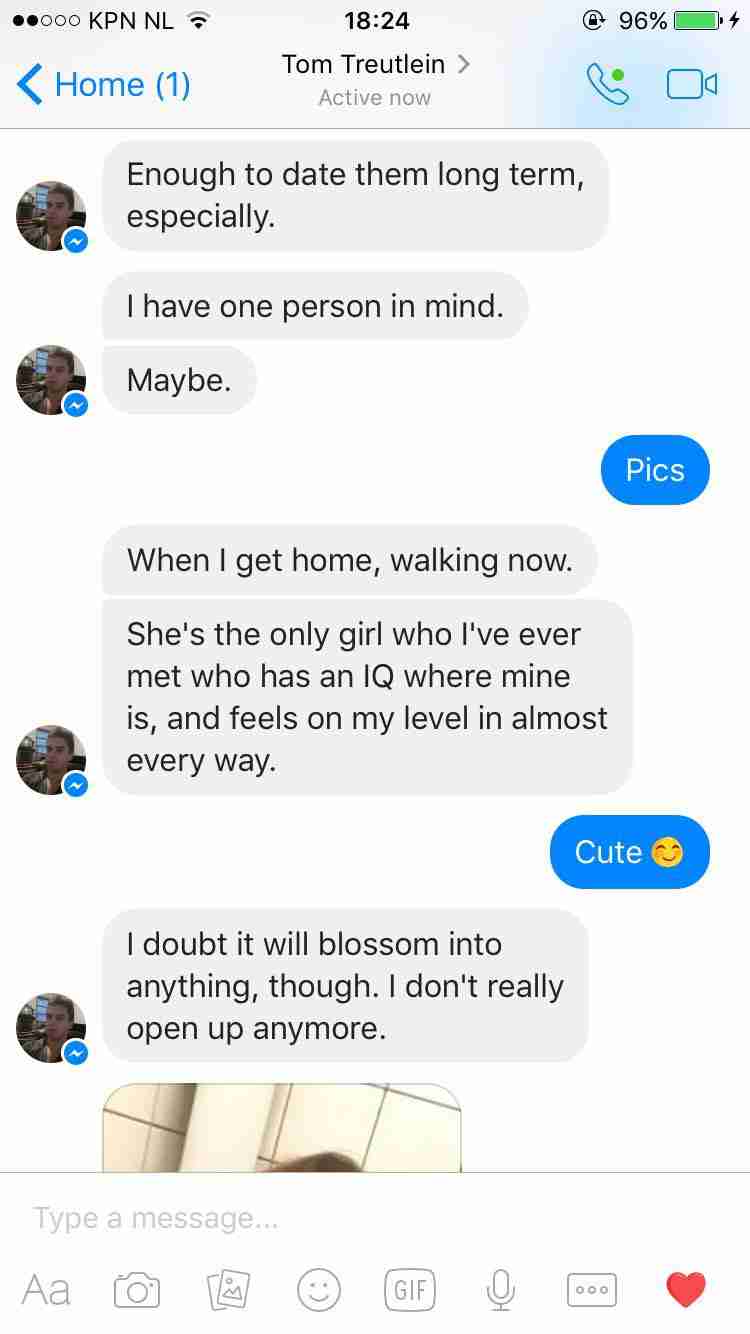 KPN NL 18:24 96%
Home (1) Tom Treutlein
Active now
Enough to date them long term,
especially.
I have one person in mind.
Maybe.
Pics
When I get home, walking now.
She's the only girl who I've ever
met who has an IQ where mine
is, and feels on my level in almost
every way.
Cute 😊
I doubt it will blossom into
anything, though. I don't really
open up anymore.
Type a message...
Aa GIF